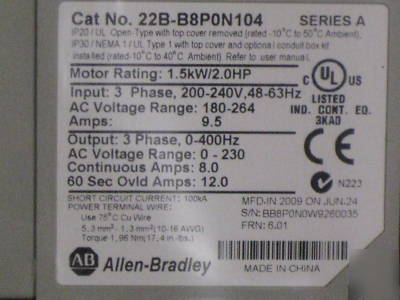 Cat No. 22B-B8P0N104 SERIES A
IP20 / UL Open-Type with top cover removed (rated -10°C to 50°C Ambient)
IP30 / NEMA 1 / UL Type 1 with top cover and optional conduit box kit
installed (rated -10°C to 40°C Ambient) Refer to user manual.
Motor Rating: 1.5kW/2.0HP
Input: 3 Phase, 200-240V,48-63Hz
AC Voltage Range: 180-264
Amps: 9.5
Output: 3 Phase, 0-400Hz
AC Voltage Range: 0 - 230
Continuous Amps: 8.0
60 Sec Ovld Amps: 12.0
C UL US
LISTED
IND. CONT. EQ.
3KAD
CE
N223
SHORT CIRCUIT CURRENT: 100kA
POWER TERMINAL WIRE:
Use 75°C Cu Wire
5,3 mm² - 1,3 mm²(10-16 AWG)
Torque 1,96 Nm(17,4 in-lbs.)
MFD.IN 2009 ON JUN-24
S/N: BB8P0N0W9260035
FRN: 6.01
AB Allen-Bradley
MADE IN CHINA